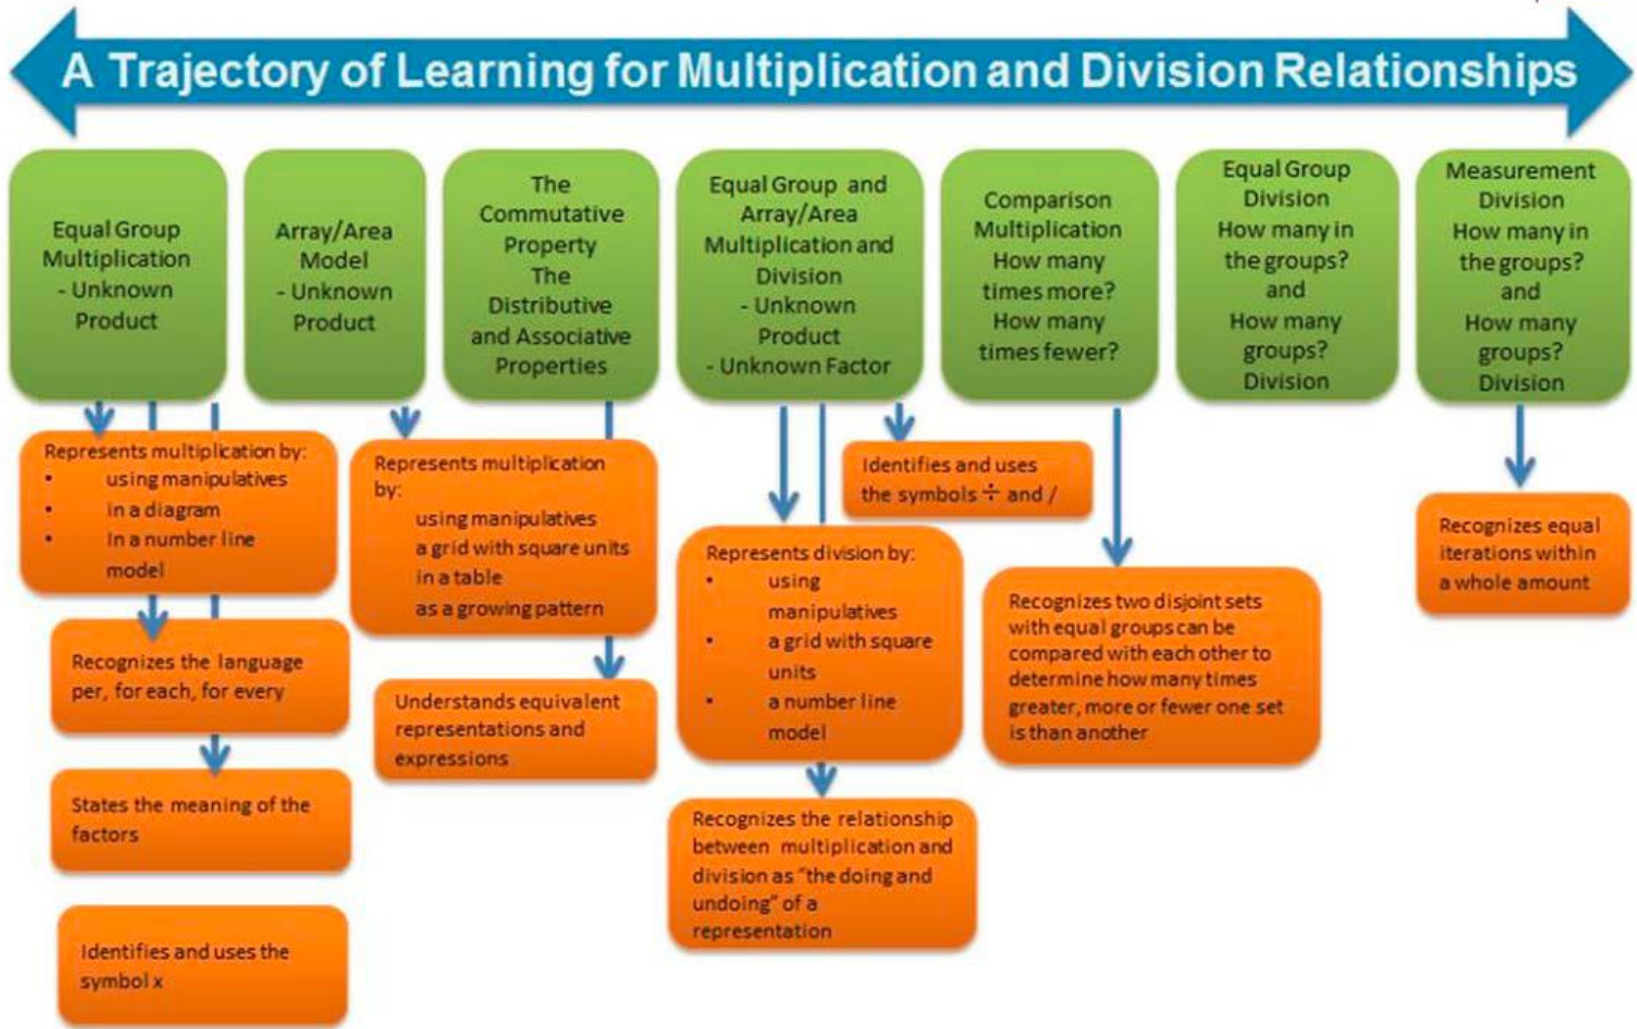 A Trajectory of Learning for Multiplication and Division Relationships
Equal Group
Multiplication
- Unknown
Product
Array/Area
Model
- Unknown
Product
The
Commutative
Property
The
Distributive
and Associative
Properties
Equal Group and
Array/Area
Multiplication and
Division
- Unknown
Product
- Unknown Factor
Comparison
Multiplication
How many
times more?
How many
times fewer?
Equal Group
Division
How many in
the groups?
and
How many
groups?
Division
Measurement
Division
How many in
the groups?
and
How many
groups?
Division
Represents multiplication by:
• using manipulatives
• in a diagram
• In a number line
model
Recognizes the language
per, for each, for every
States the meaning of the
factors
Identifies and uses the
symbol x
Represents multiplication
by:
using manipulatives
a grid with square units
in a table
as a growing pattern
Understands equivalent
representations and
expressions
Represents division by:
• using
manipulatives
• a grid with square
units
• a number line
model
Recognizes the relationship
between multiplication and
division as "the doing and
undoing" of a
representation
Identifies and uses
the symbols ÷ and /
Recognizes two disjoint sets
with equal groups can be
compared with each other to
determine how many times
greater, more or fewer one set
is than another
Recognizes equal
iterations within
a whole amount